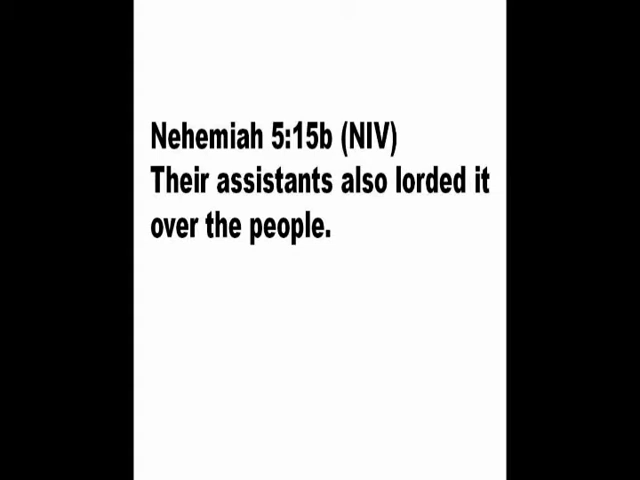 Nehemiah 5:15b (NIV)
Their assistants also lorded it
over the people.